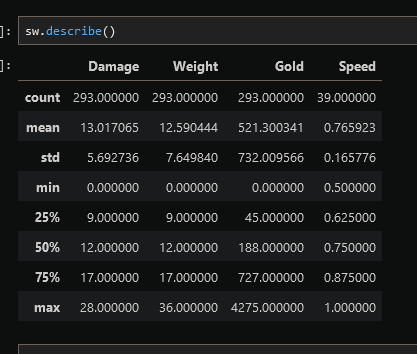 ]: sw.describe()
]:
Damage Weight Gold Speed
count 293.000000 293.000000 293.000000 39.000000
mean 13.017065 12.590444 521.300341 0.765923
std 5.692736 7.649840 732.009566 0.165776
min 0.000000 0.000000 0.000000 0.500000
25% 9.000000 9.000000 45.000000 0.625000
50% 12.000000 12.000000 188.000000 0.750000
75% 17.000000 17.000000 727.000000 0.875000
max 28.000000 36.000000 4275.000000 1.000000